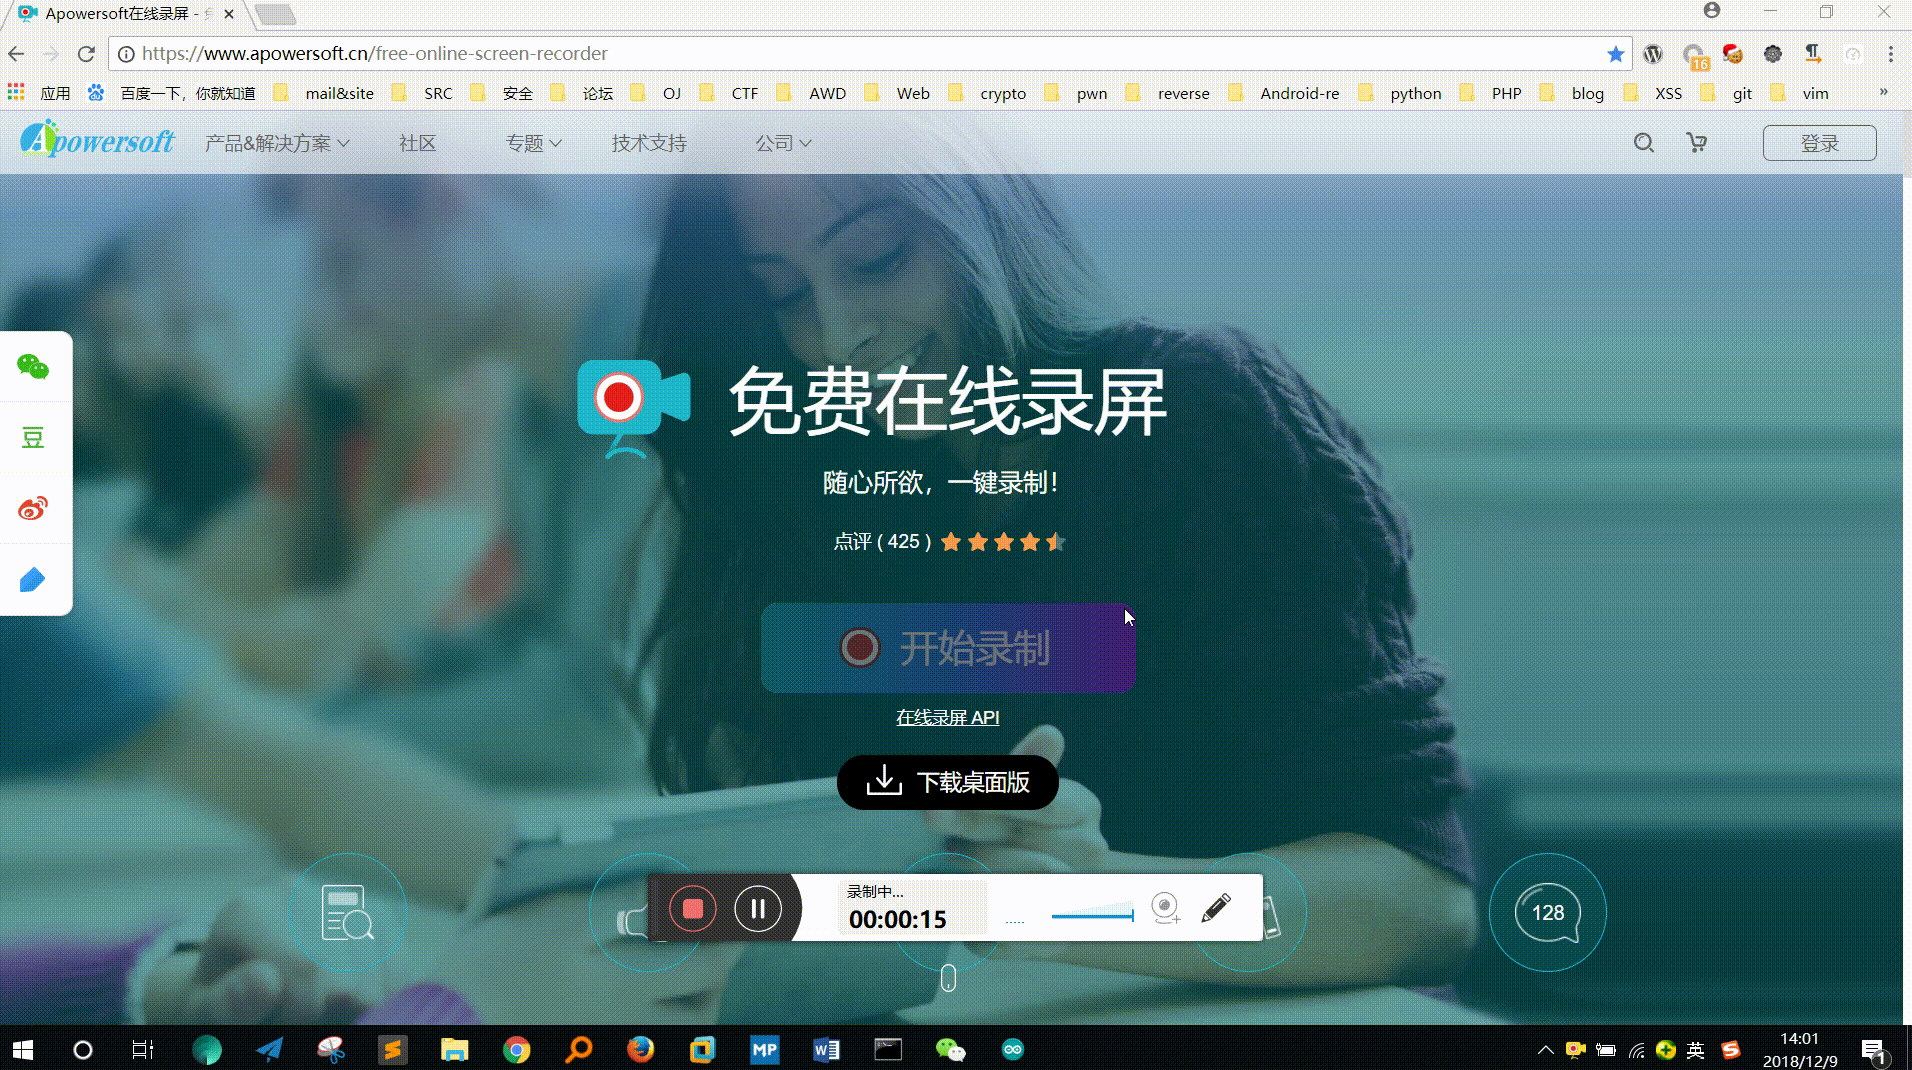 Apowersoft在线录屏 -
https://www.apowersoft.cn/free-online-screen-recorder
16
应用 百度一下，你就知道 mail&site SRC 安全 论坛 OJ CTF AWD Web crypto pwn reverse Android-re python PHP blog XSS git vim »
Apowersoft 产品&解决方案 社区 专题 技术支持 公司 登录
豆
免费在线录屏
随心所欲，一键录制！
点评 ( 425 )
开始录制
在线录屏 API
下载桌面版
录制中...
00:00:15
128
MP
英
14:01
2018/12/9
1